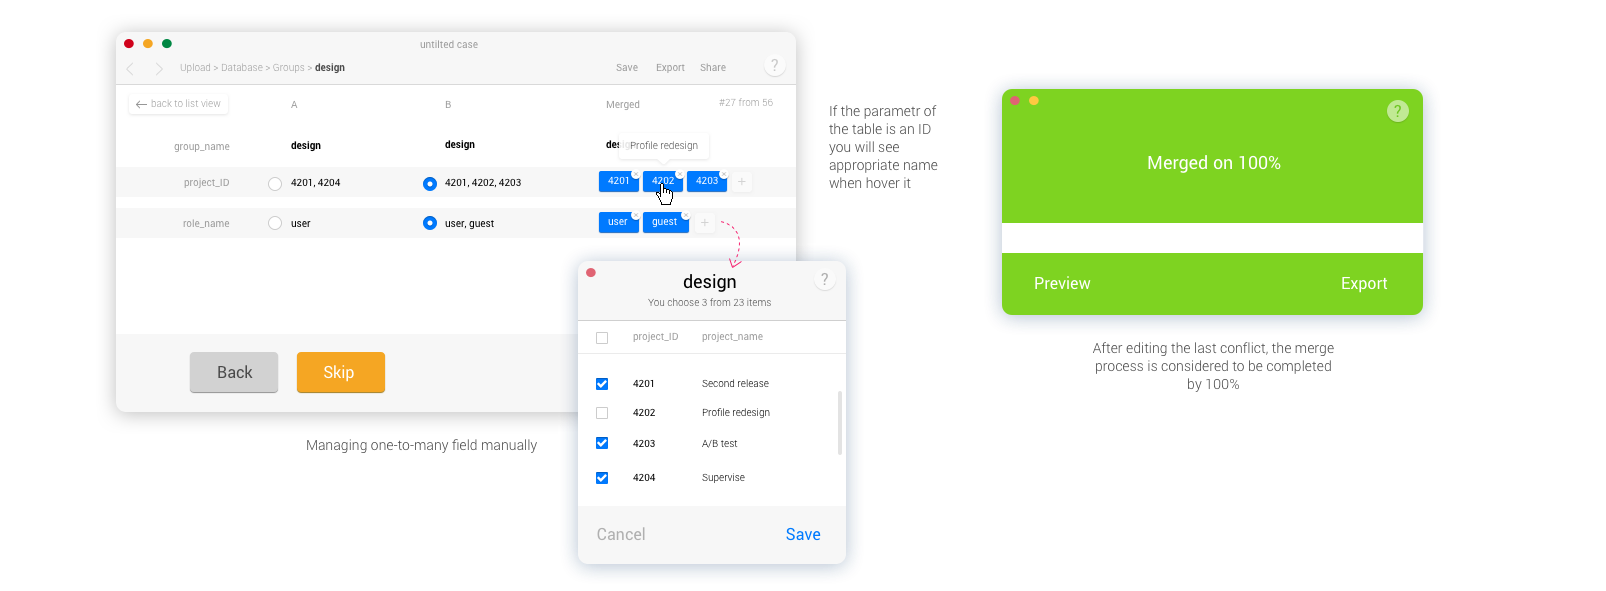 untilted case
Upload > Database > Groups > design
Save Export Share ?
← back to list view A B Merged #27 from 56
group_name design design
Profile redesign
project_ID 4201, 4204 4201, 4202, 4203 4201 4202 4203 +
role_name user user, guest user guest +
Back Skip
Managing one-to-many field manually
design ?
You choose 3 from 23 items
project_ID project_name
4201 Second release
4202 Profile redesign
4203 A/B test
4204 Supervise
Cancel Save
If the parametr of
the table is an ID
you will see
appropriate name
when hover it
?
Merged on 100%
Preview Export
After editing the last conflict, the merge
process is considered to be completed
by 100%